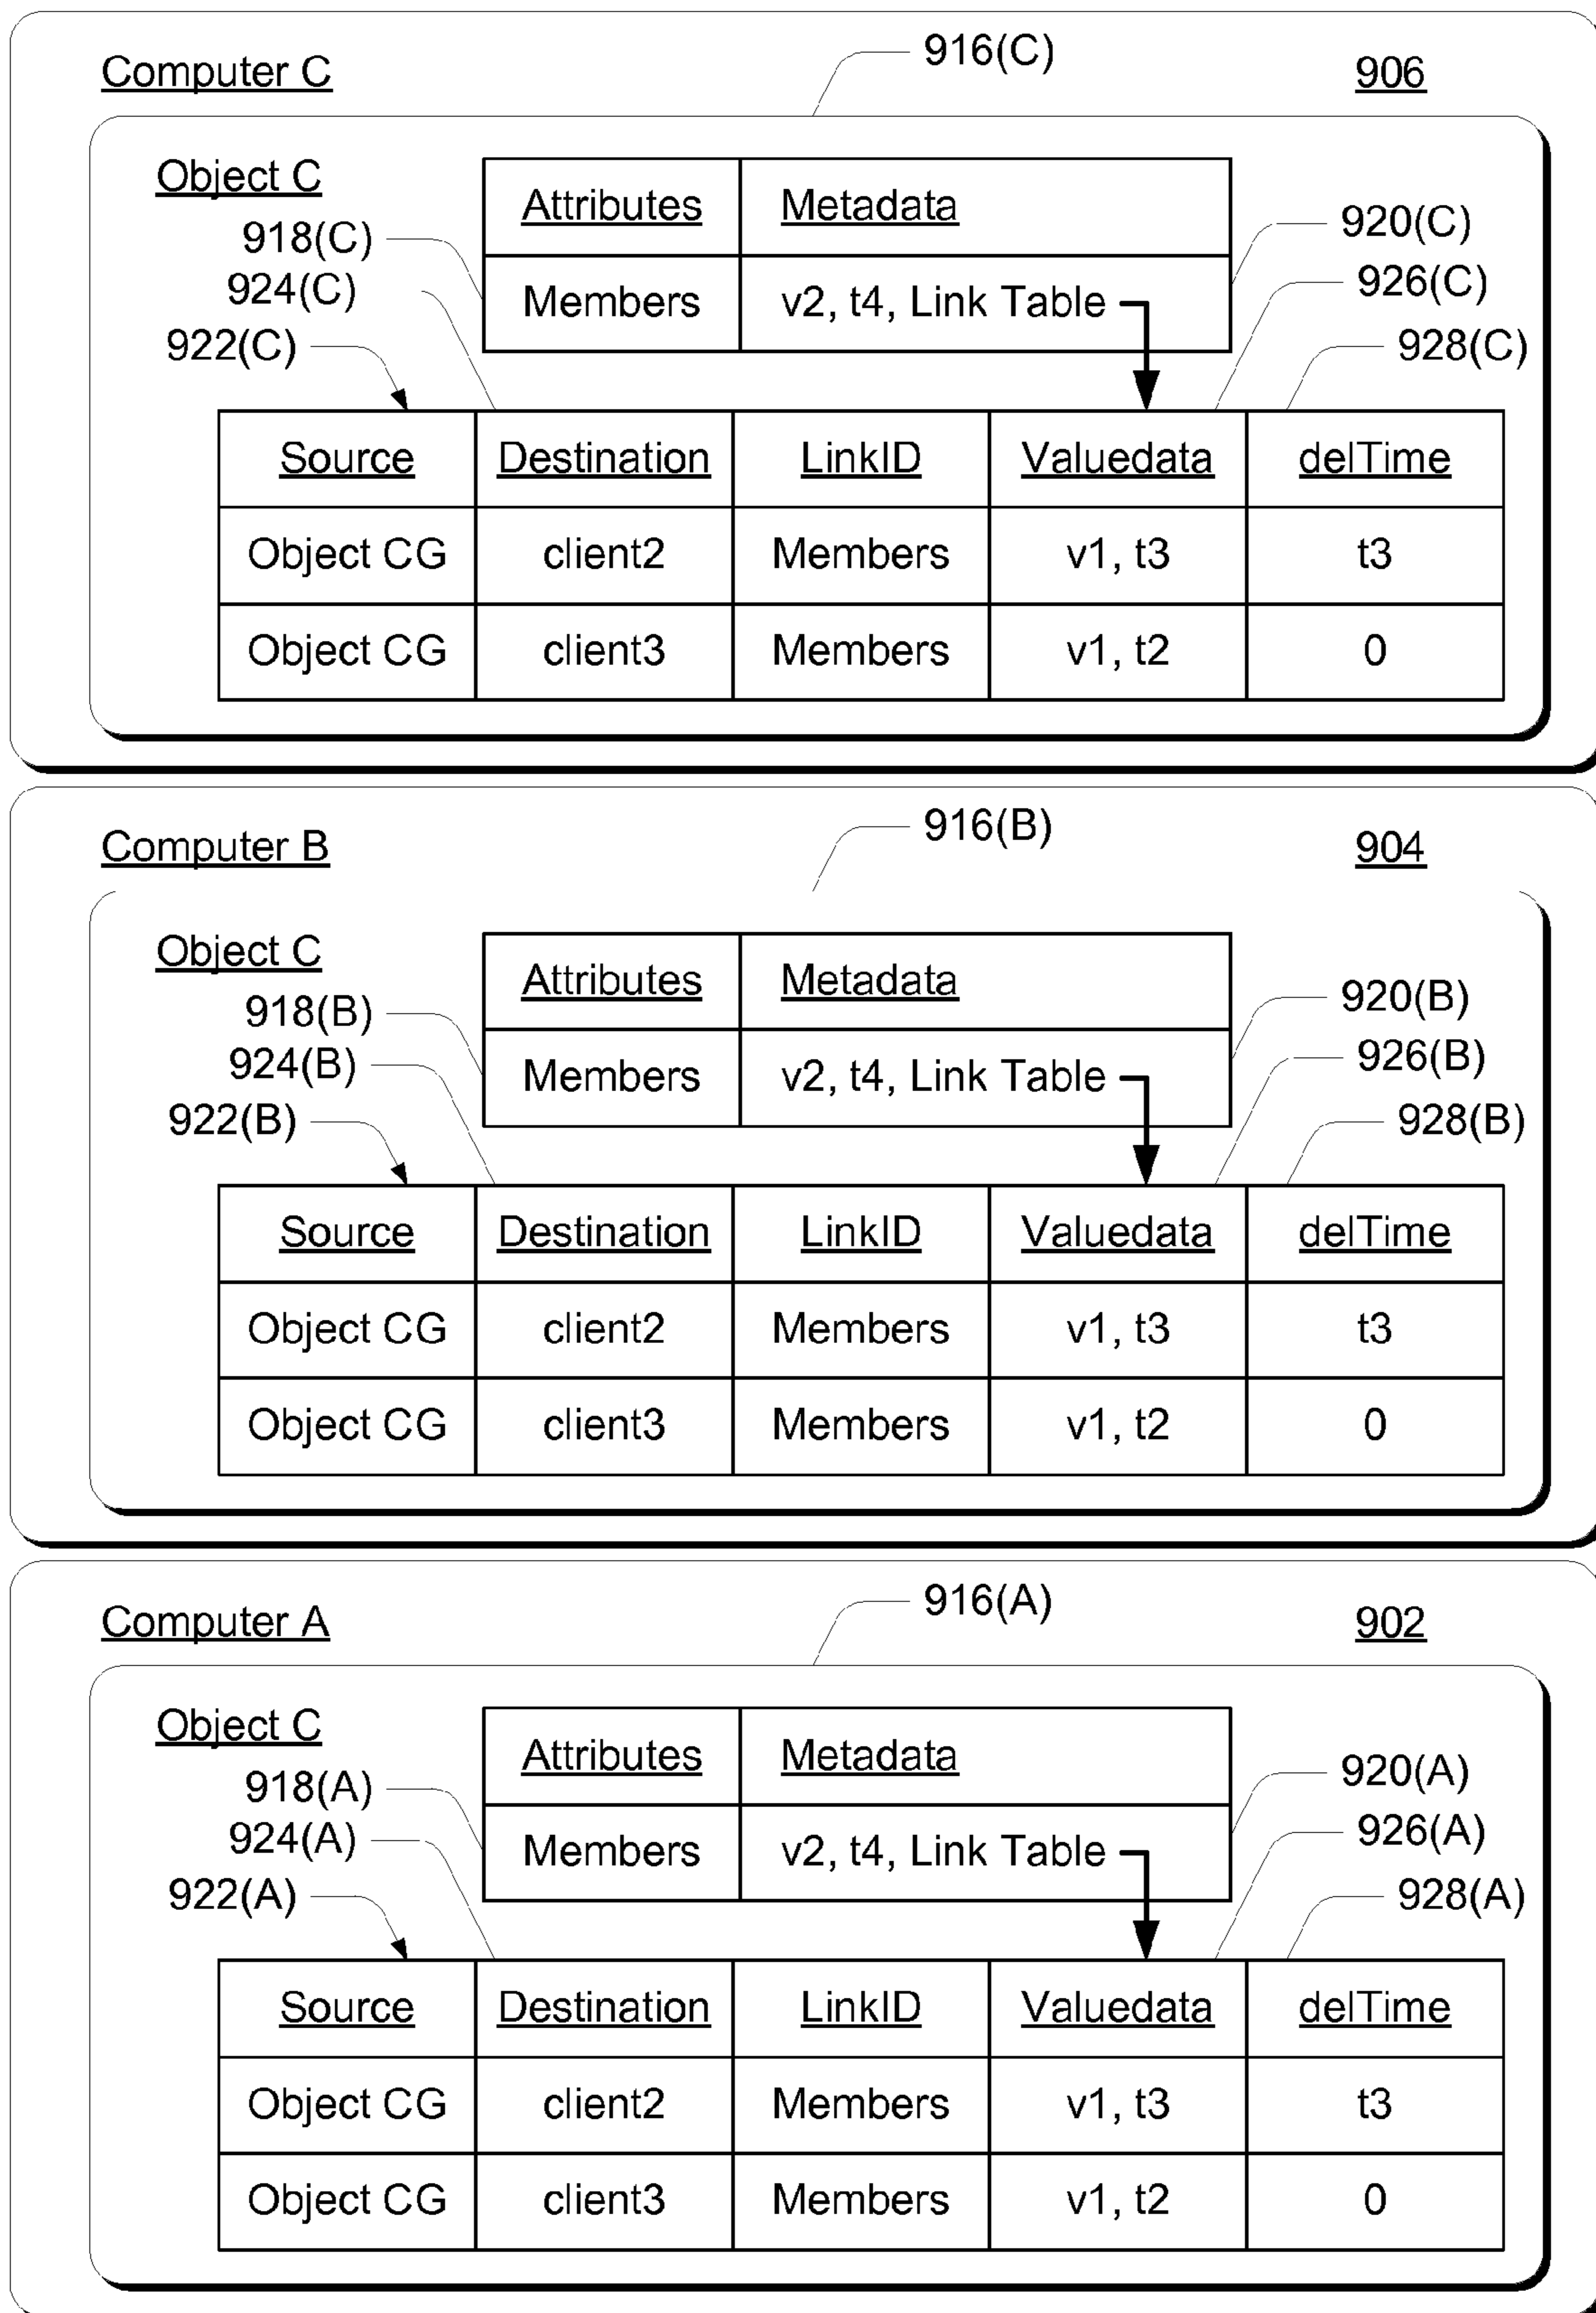 Computer C
916(C)
906
Object C
918(C)
924(C)
922(C)
Attributes Metadata
Members v2, t4, Link Table
920(C)
926(C)
928(C)
Source Destination LinkID Valuedata delTime
Object CG client2 Members v1, t3 t3
Object CG client3 Members v1, t2 0
Computer B
916(B)
904
Object C
918(B)
924(B)
922(B)
Attributes Metadata
Members v2, t4, Link Table
920(B)
926(B)
928(B)
Source Destination LinkID Valuedata delTime
Object CG client2 Members v1, t3 t3
Object CG client3 Members v1, t2 0
Computer A
916(A)
902
Object C
918(A)
924(A)
922(A)
Attributes Metadata
Members v2, t4, Link Table
920(A)
926(A)
928(A)
Source Destination LinkID Valuedata delTime
Object CG client2 Members v1, t3 t3
Object CG client3 Members v1, t2 0